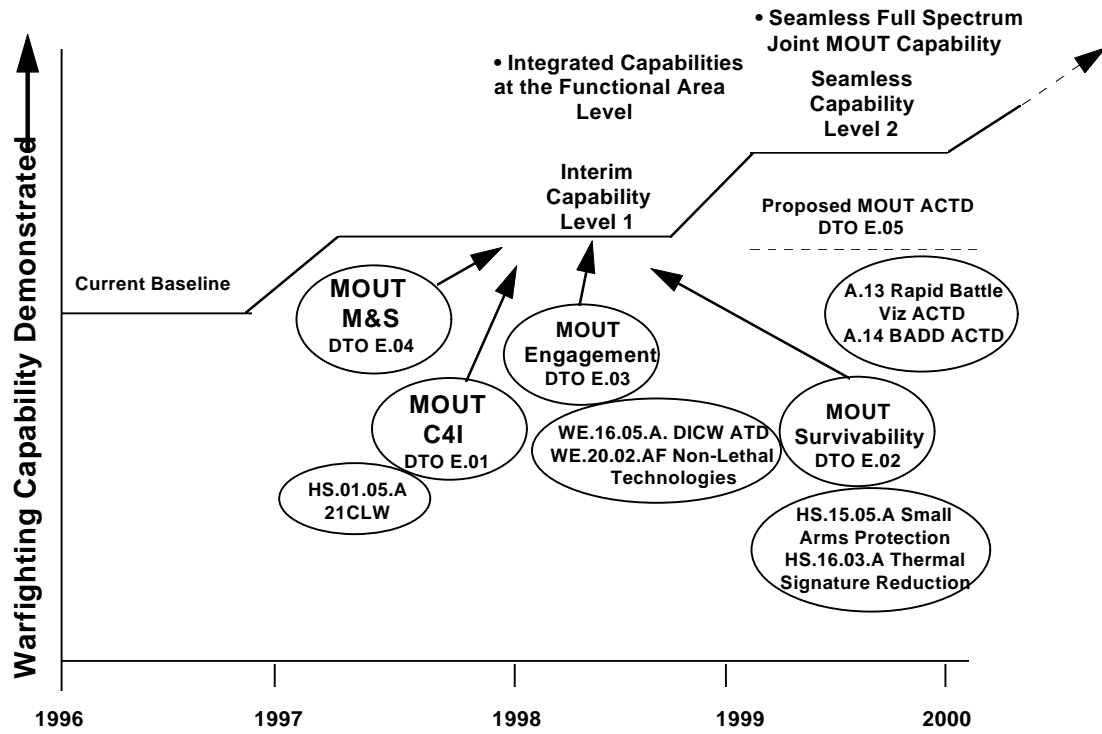 • Seamless Full Spectrum
Joint MOUT Capability
• Integrated Capabilities
at the Functional Area
Level
Seamless
Capability
Level 2
Interim
Capability
Level 1
Proposed MOUT ACTD
DTO E.05
Current Baseline
MOUT
M&S
DTO E.04
A.13 Rapid Battle
Viz ACTD
A.14 BADD ACTD
MOUT
Engagement
DTO E.03
MOUT
C4I
DTO E.01
MOUT
Survivability
DTO E.02
WE.16.05.A. DICW ATD
WE.20.02.AF Non-Lethal
Technologies
HS.01.05.A
21CLW
HS.15.05.A Small
Arms Protection
HS.16.03.A Thermal
Signature Reduction
Warfighting Capability Demonstrated
1996 1997 1998 1999 2000